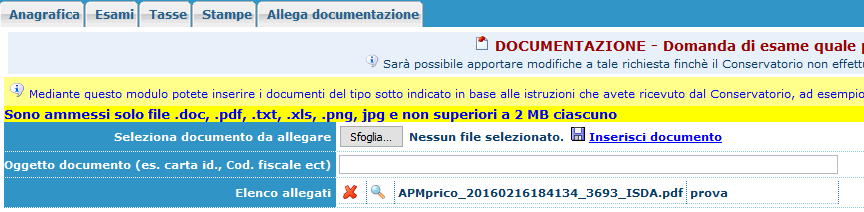 Anagrafica Esami Tasse Stampe Allega documentazione
DOCUMENTAZIONE - Domanda di esame quale
Sarà possibile apportare modifiche a tale richiesta finchè il Conservatorio non effett
Mediante questo modulo potete inserire i documenti del tipo sotto indicato in base alle istruzioni che avete ricevuto dal Conservatorio, ad esempio
Sono ammessi solo file .doc, .pdf, .txt, .xls, .png, jpg e non superiori a 2 MB ciascuno
Seleziona documento da allegare Sfoglia... Nessun file selezionato. Inserisci documento
Oggetto documento (es. carta id., Cod. fiscale ect)
Elenco allegati APMprico_20160216184134_3693_ISDA.pdf prova